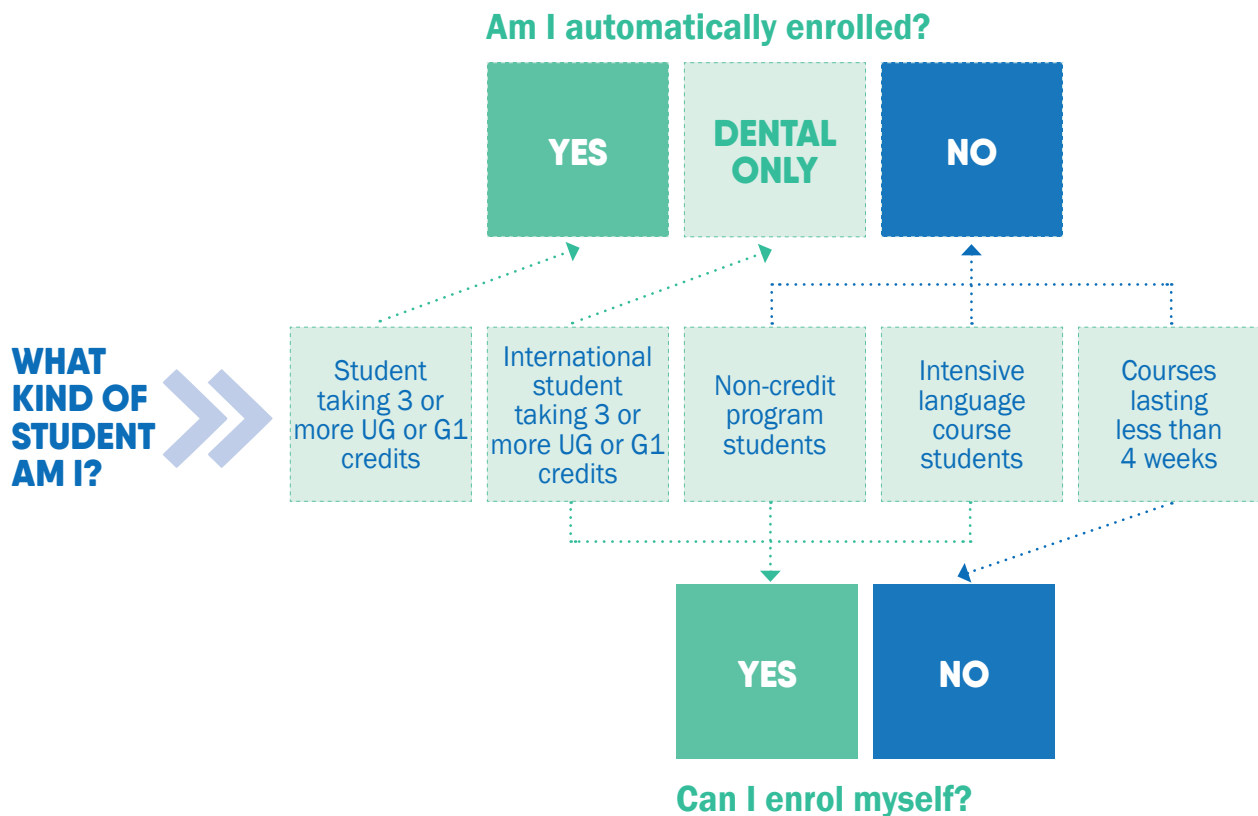 Am I automatically enrolled?
YES
DENTAL
ONLY
NO
WHAT
KIND OF
STUDENT
AM I?
Student
taking 3 or
more UG or G1
credits
International
student
taking 3 or
more UG or G1
credits
Non-credit
program
students
Intensive
language
course
students
Courses
lasting
less than
4 weeks
YES
NO
Can I enrol myself?